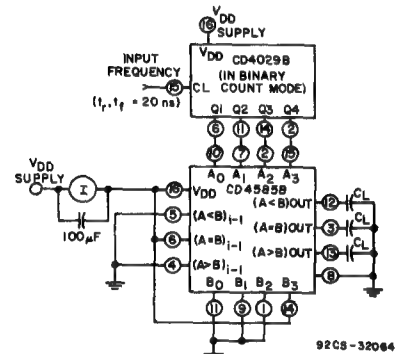 16
VDD
SUPPLY
VDD
CD4029B
(IN BINARY
COUNT MODE)
INPUT
FREQUENCY
15
CL
(tr, tf = 20 ns)
Q1 Q2 Q3 Q4
6 11 14 2
10 7 2 15
A0 A1 A2 A3
VDD
SUPPLY
I
100µF
16
VDD
CD4585B
(A<B)OUT
12
CL
5
(A<B)i-1
(A=B)OUT
3
CL
6
(A=B)i-1
(A>B)OUT
13
CL
4
(A>B)i-1
8
B0 B1 B2 B3
11 9 1 14
92CS-32064